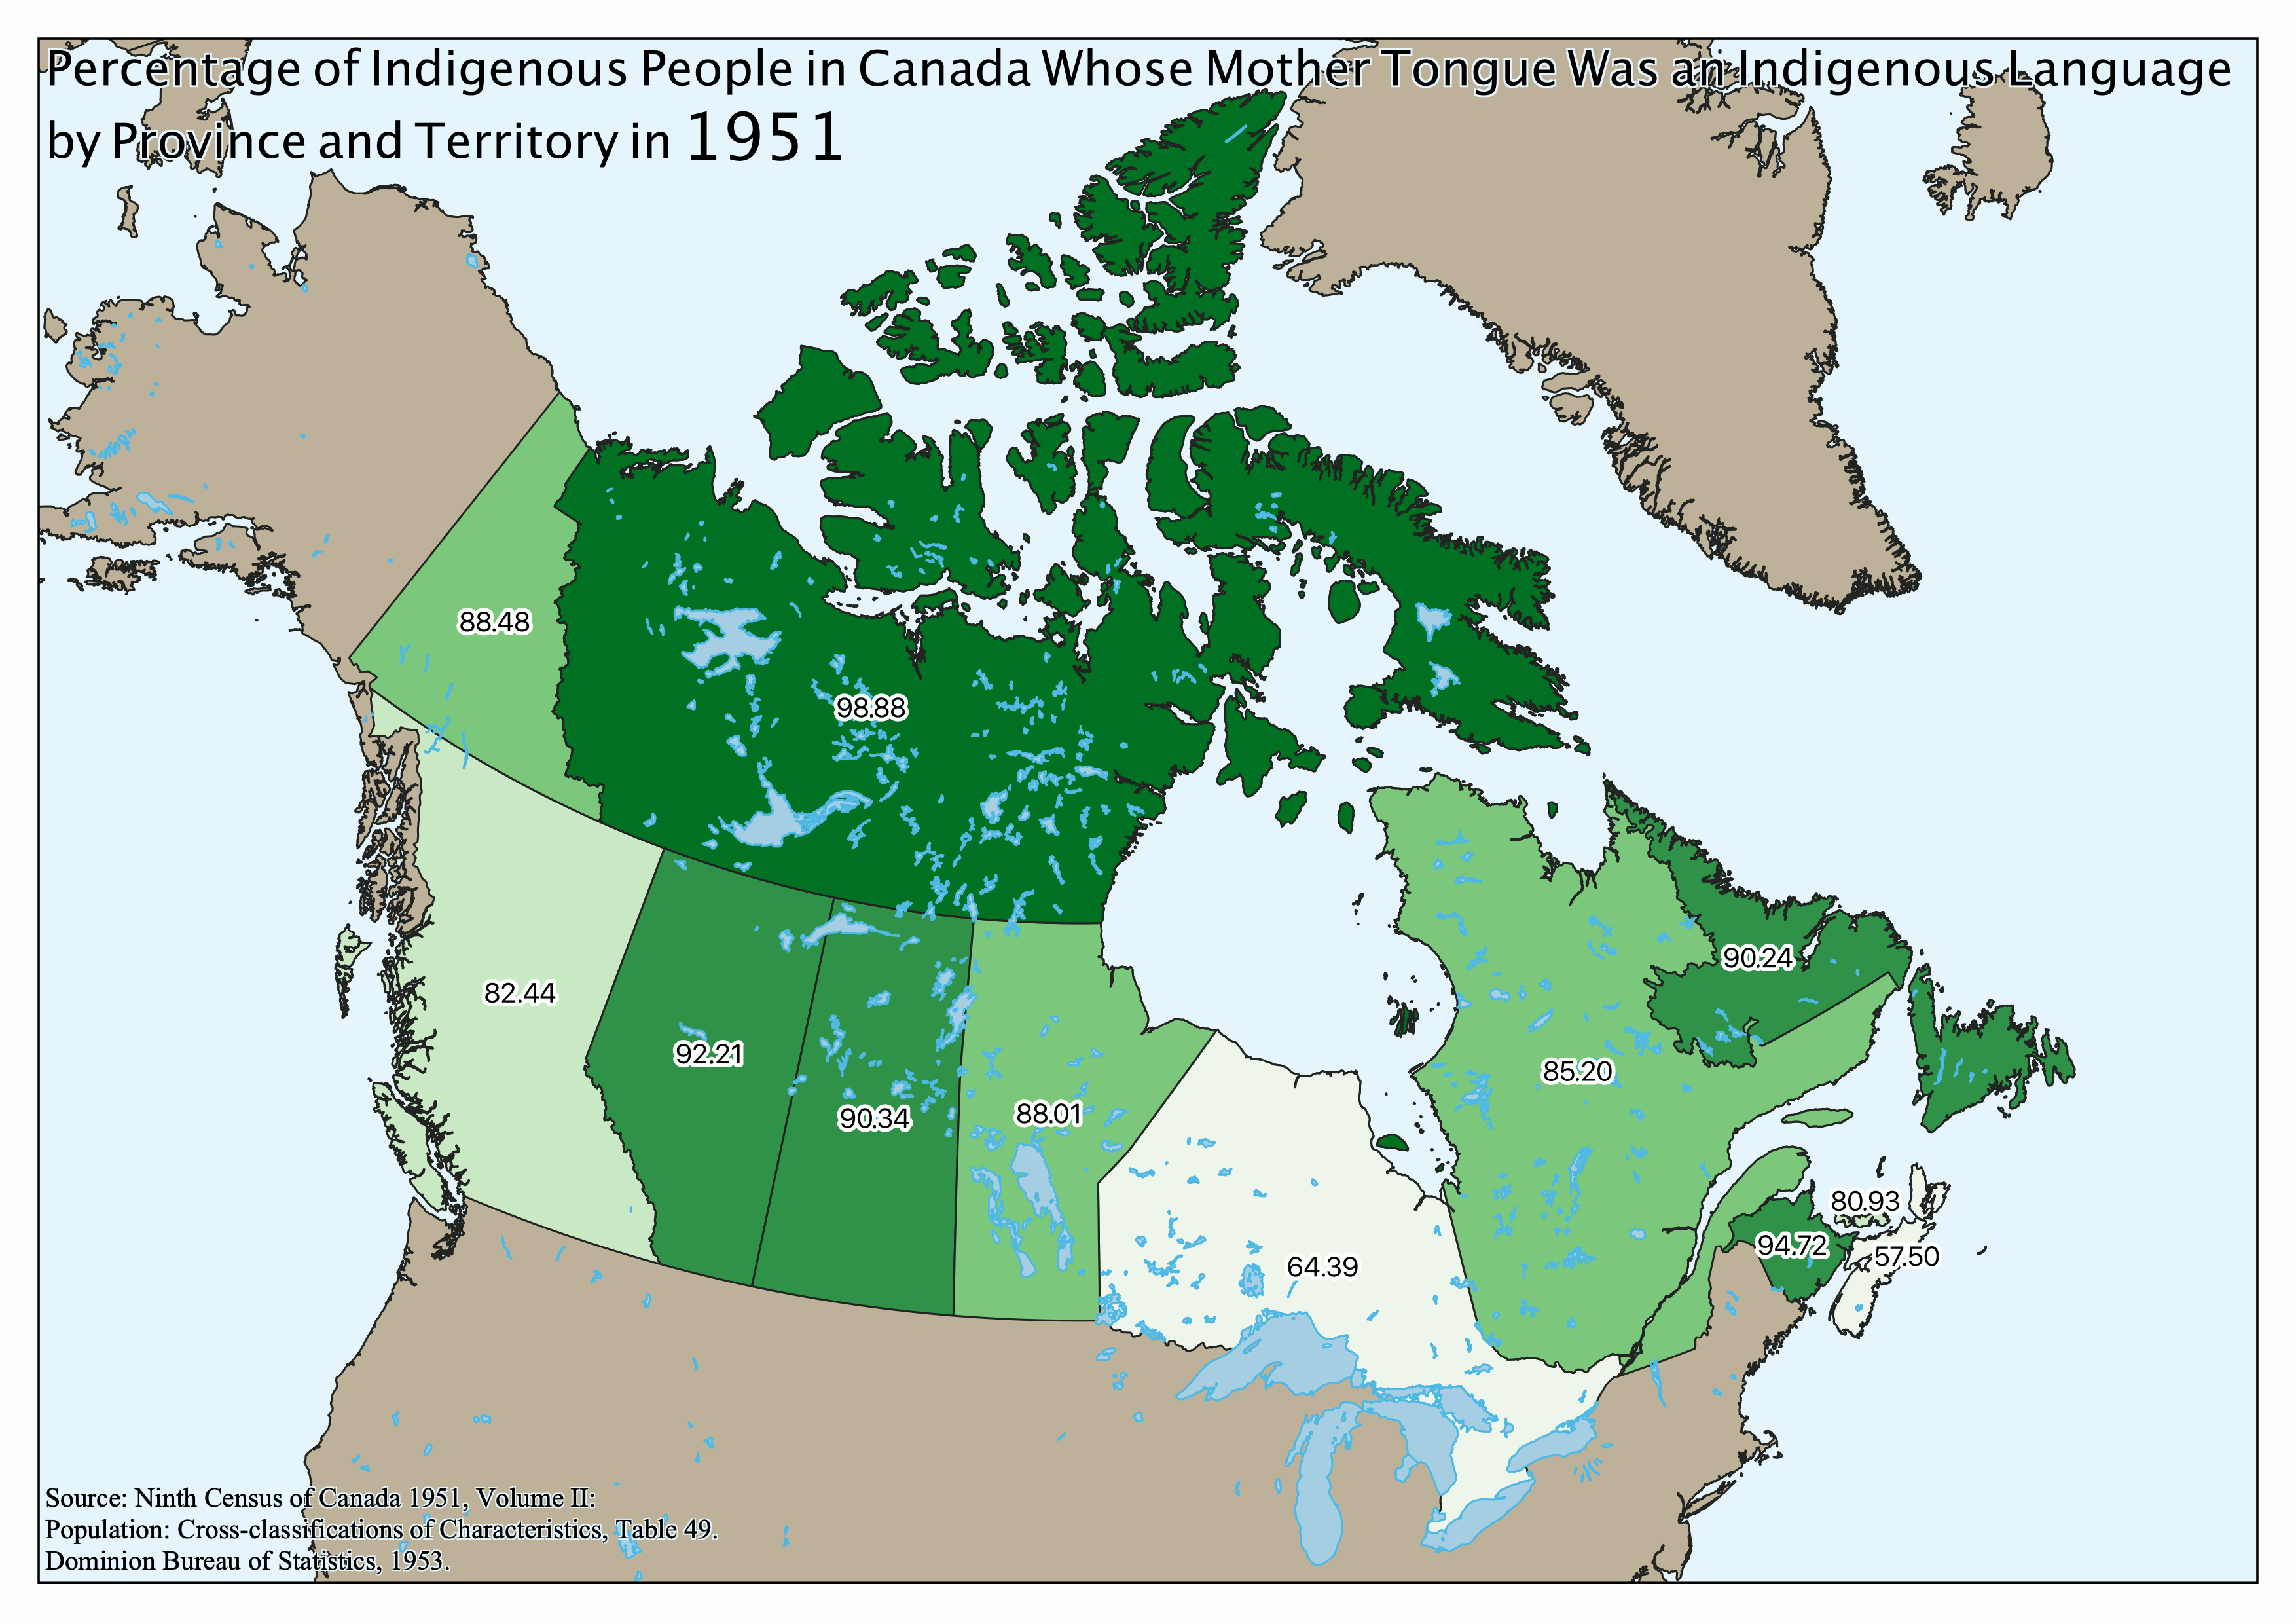 Percentage of Indigenous People in Canada Whose Mother Tongue Was an Indigenous Language
by Province and Territory in 1951
88.48
98.88
90.24
82.44
92.21
85.20
90.34
88.01
80.93
94.72
57.50
64.39
Source: Ninth Census of Canada 1951, Volume II:
Population: Cross-classifications of Characteristics, Table 49.
Dominion Bureau of Statistics, 1953.